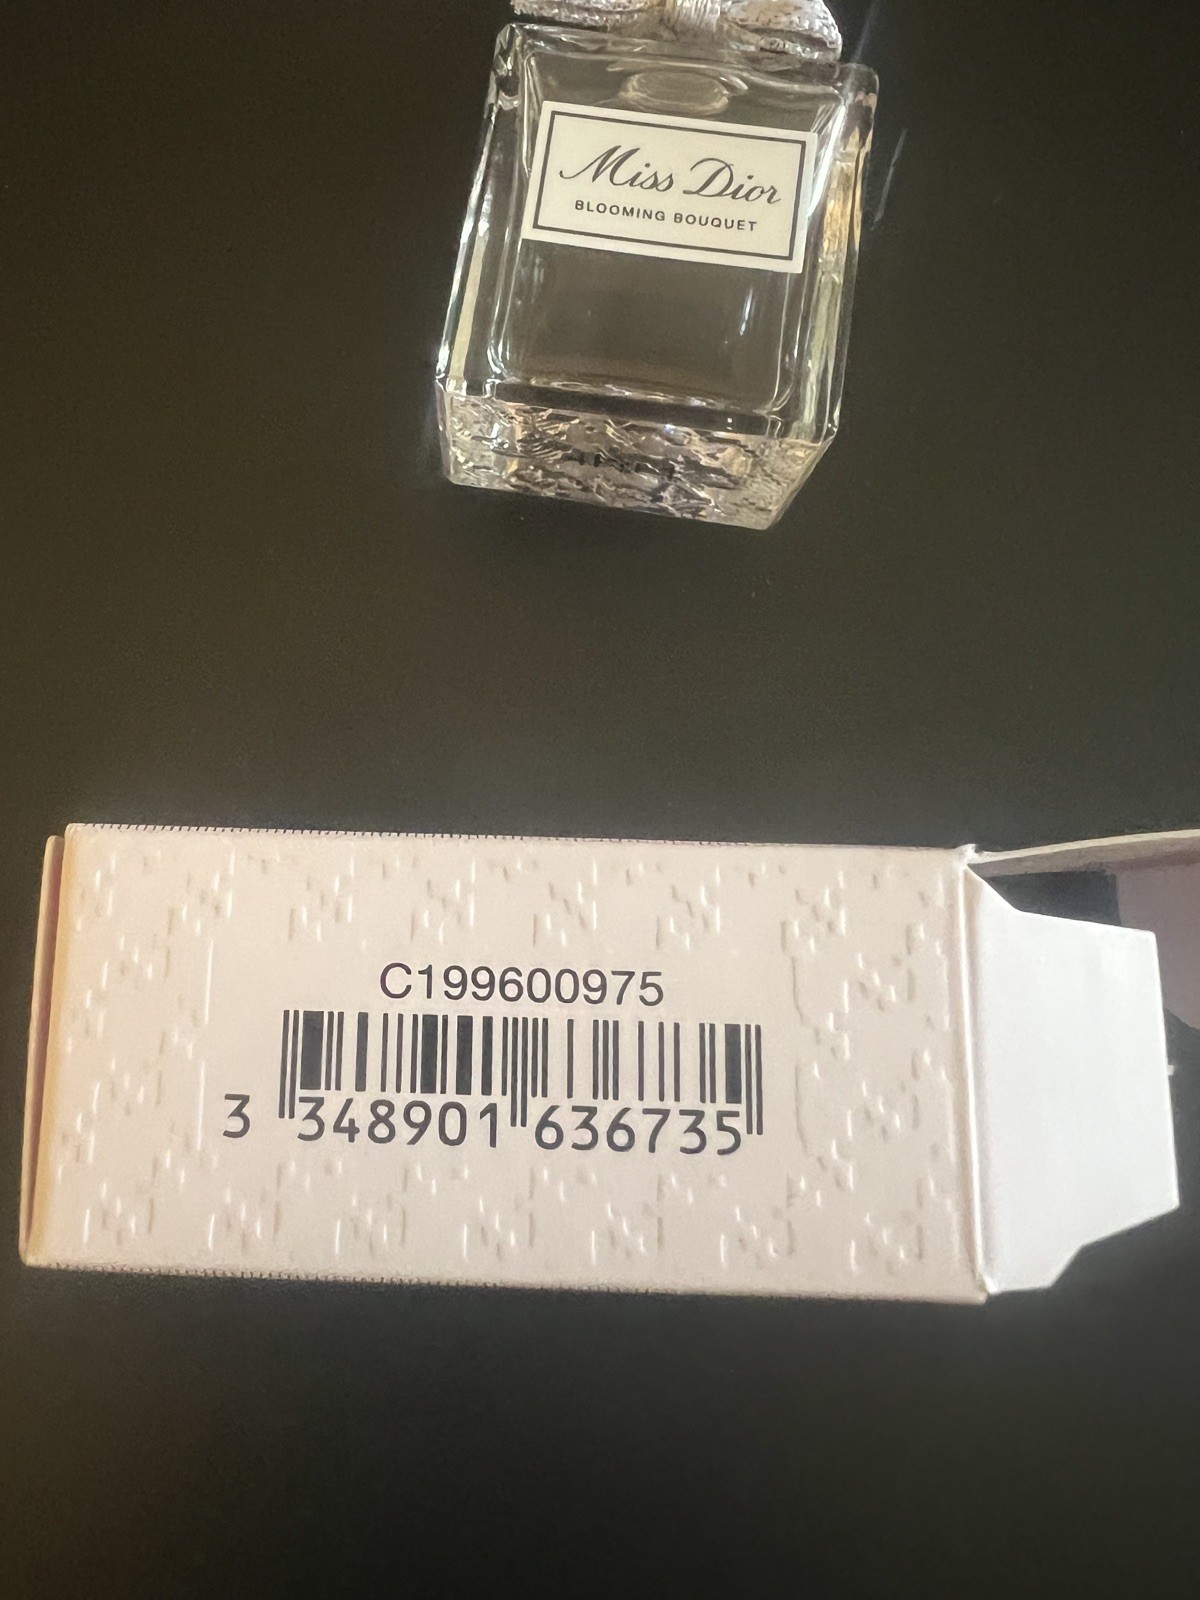 Miss Dior
BLOOMING BOUQUET
C199600975
3 348901 636735